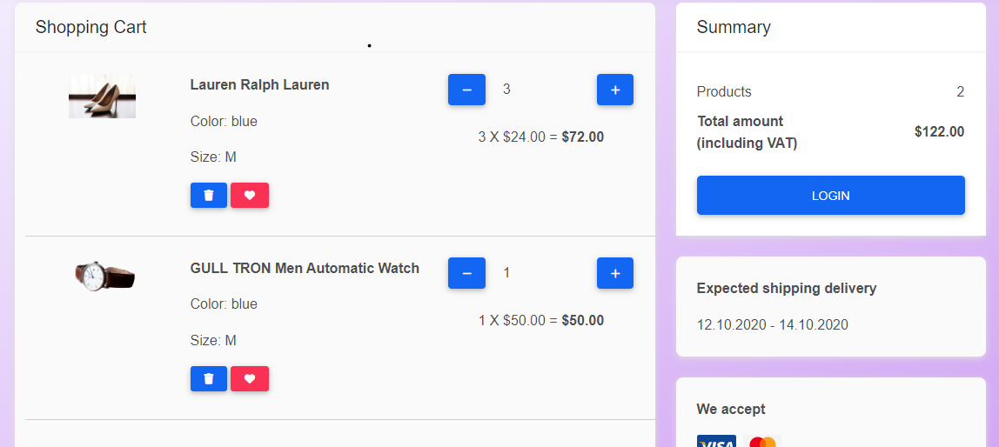 Shopping Cart
Lauren Ralph Lauren
3
Color: blue
3 X $24.00 = $72.00
Size: M
GULL TRON Men Automatic Watch
1
Color: blue
1 X $50.00 = $50.00
Size: M
Summary
Products 2
Total amount
(including VAT) $122.00
LOGIN
Expected shipping delivery
12.10.2020 - 14.10.2020
We accept
VISA